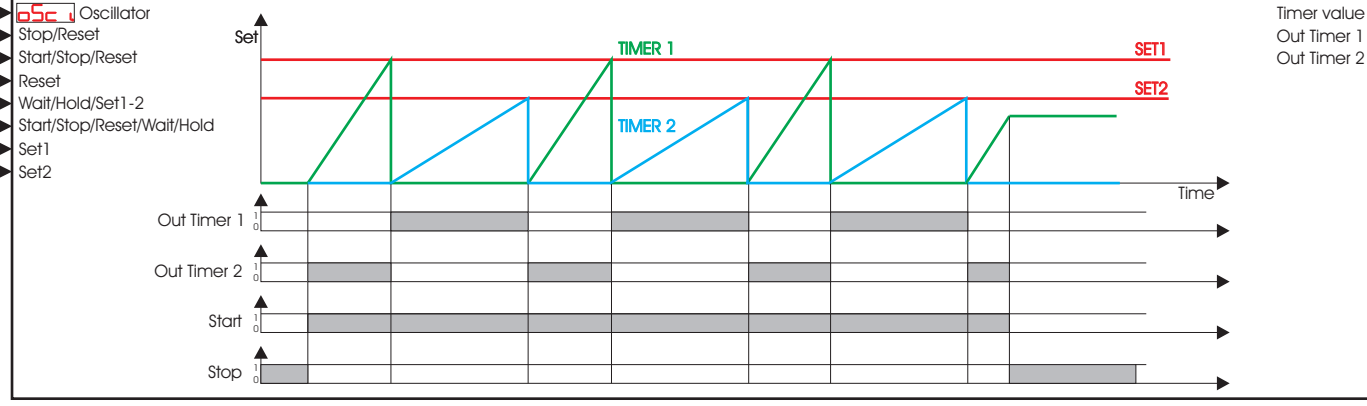 oSc i Oscillator
Stop/Reset
Start/Stop/Reset
Reset
Wait/Hold/Set1-2
Start/Stop/Reset/Wait/Hold
Set1
Set2
Set
TIMER 1
SET1
SET2
TIMER 2
Time
Out Timer 1 1
0
Out Timer 2 1
0
Start 1
0
Stop 1
0
Timer value
Out Timer 1
Out Timer 2